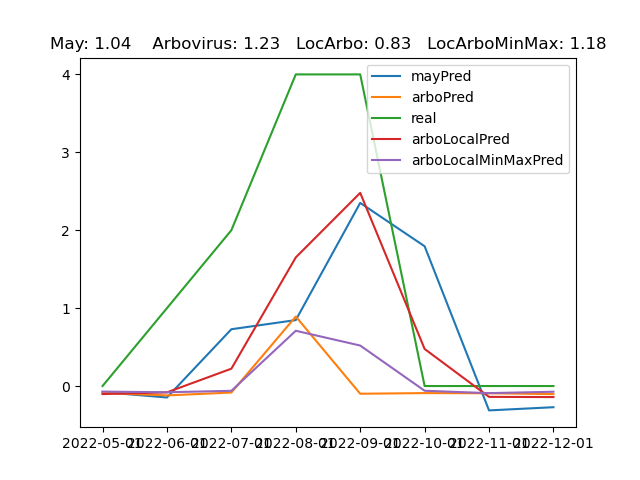 May: 1.04    Arbovirus: 1.23   LocArbo: 0.83   LocArboMinMax: 1.18
4
3
2
1
0
mayPred
arboPred
real
arboLocalPred
arboLocalMinMaxPred
2022-05-01 2022-06-01 2022-07-01 2022-08-01 2022-09-01 2022-10-01 2022-11-01 2022-12-01